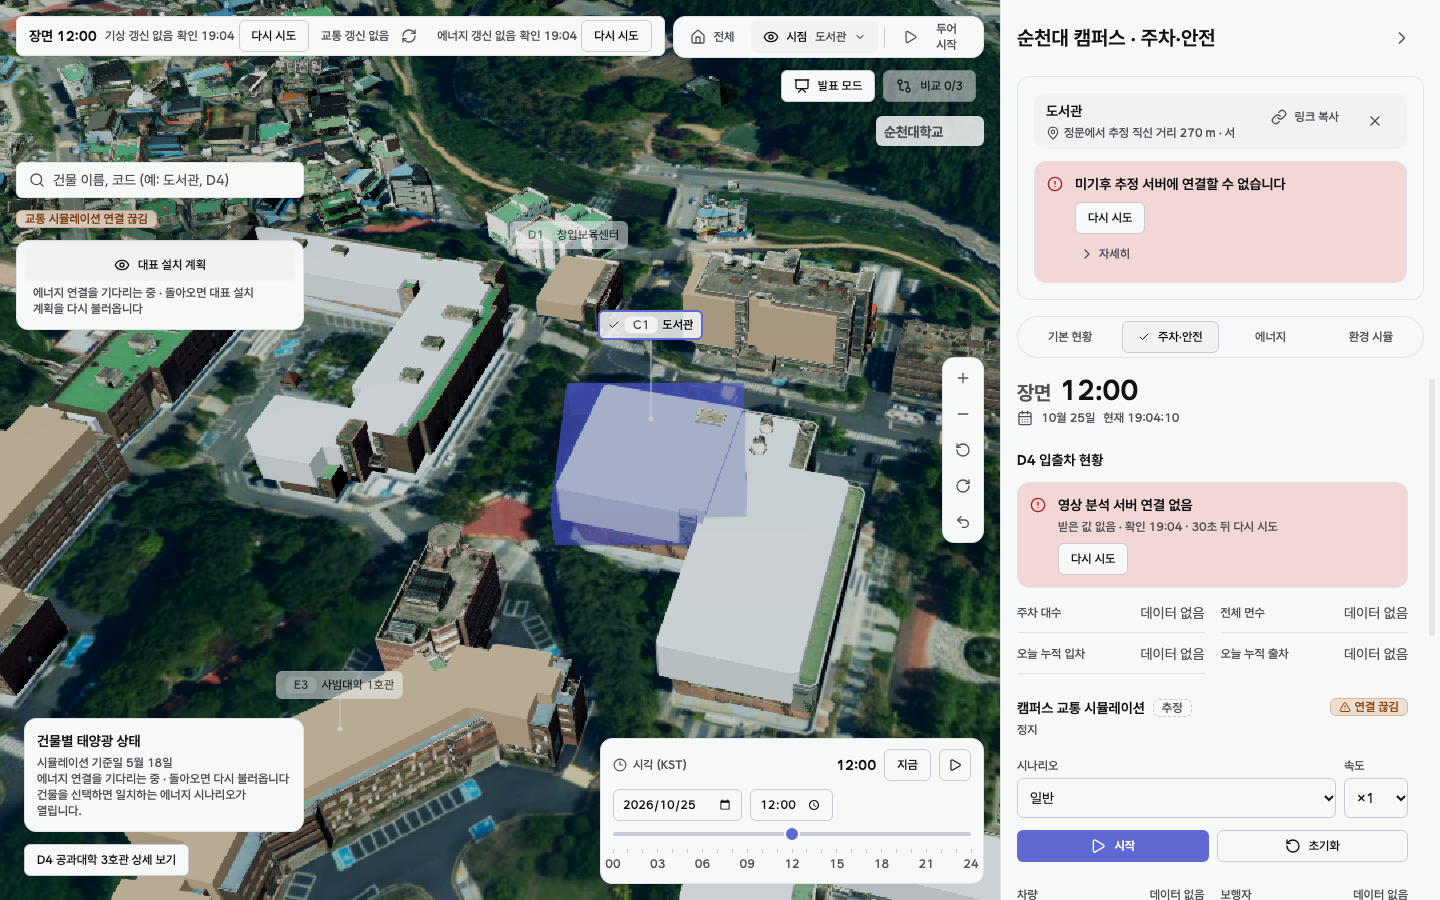 장면 12:00 기상 갱신 없음 확인 19:04 다시 시도 교통 갱신 없음 에너지 갱신 없음 확인 19:04 다시 시도
전체 시점 도서관 투어 시작
발표 모드 비교 0/3
순천대학교
건물 이름, 코드 (예: 도서관, D4)
교통 시뮬레이션 연결 끊김
대표 설치 계획
에너지 연결을 기다리는 중 · 돌아오면 대표 설치
계획을 다시 불러옵니다
D1 창업보육센터
C1 도서관
E3 사범대학 1호관
건물별 태양광 상태
시뮬레이션 기준일 5월 18일
에너지 연결을 기다리는 중 · 돌아오면 다시 불러옵니다
건물을 선택하면 일치하는 에너지 시나리오가
열립니다.
D4 공과대학 3호관 상세 보기
시각 (KST) 12:00 지금
2026/10/25 12:00
00 03 06 09 12 15 18 21 24
순천대 캠퍼스 · 주차·안전
도서관
정문에서 추정 직선 거리 270 m · 서
링크 복사
미기후 추정 서버에 연결할 수 없습니다
다시 시도
자세히
기본 현황 주차·안전 에너지 환경 시뮬
장면 12:00
10월 25일 현재 19:04:10
D4 입출차 현황
영상 분석 서버 연결 없음
받은 값 없음 · 확인 19:04 · 30초 뒤 다시 시도
다시 시도
주차 대수 데이터 없음 전체 면수 데이터 없음
오늘 누적 입차 데이터 없음 오늘 누적 출차 데이터 없음
캠퍼스 교통 시뮬레이션 추정 연결 끊김
정지
시나리오 속도
일반 ×1
시작 초기화
차량 데이터 없음 보행자 데이터 없음